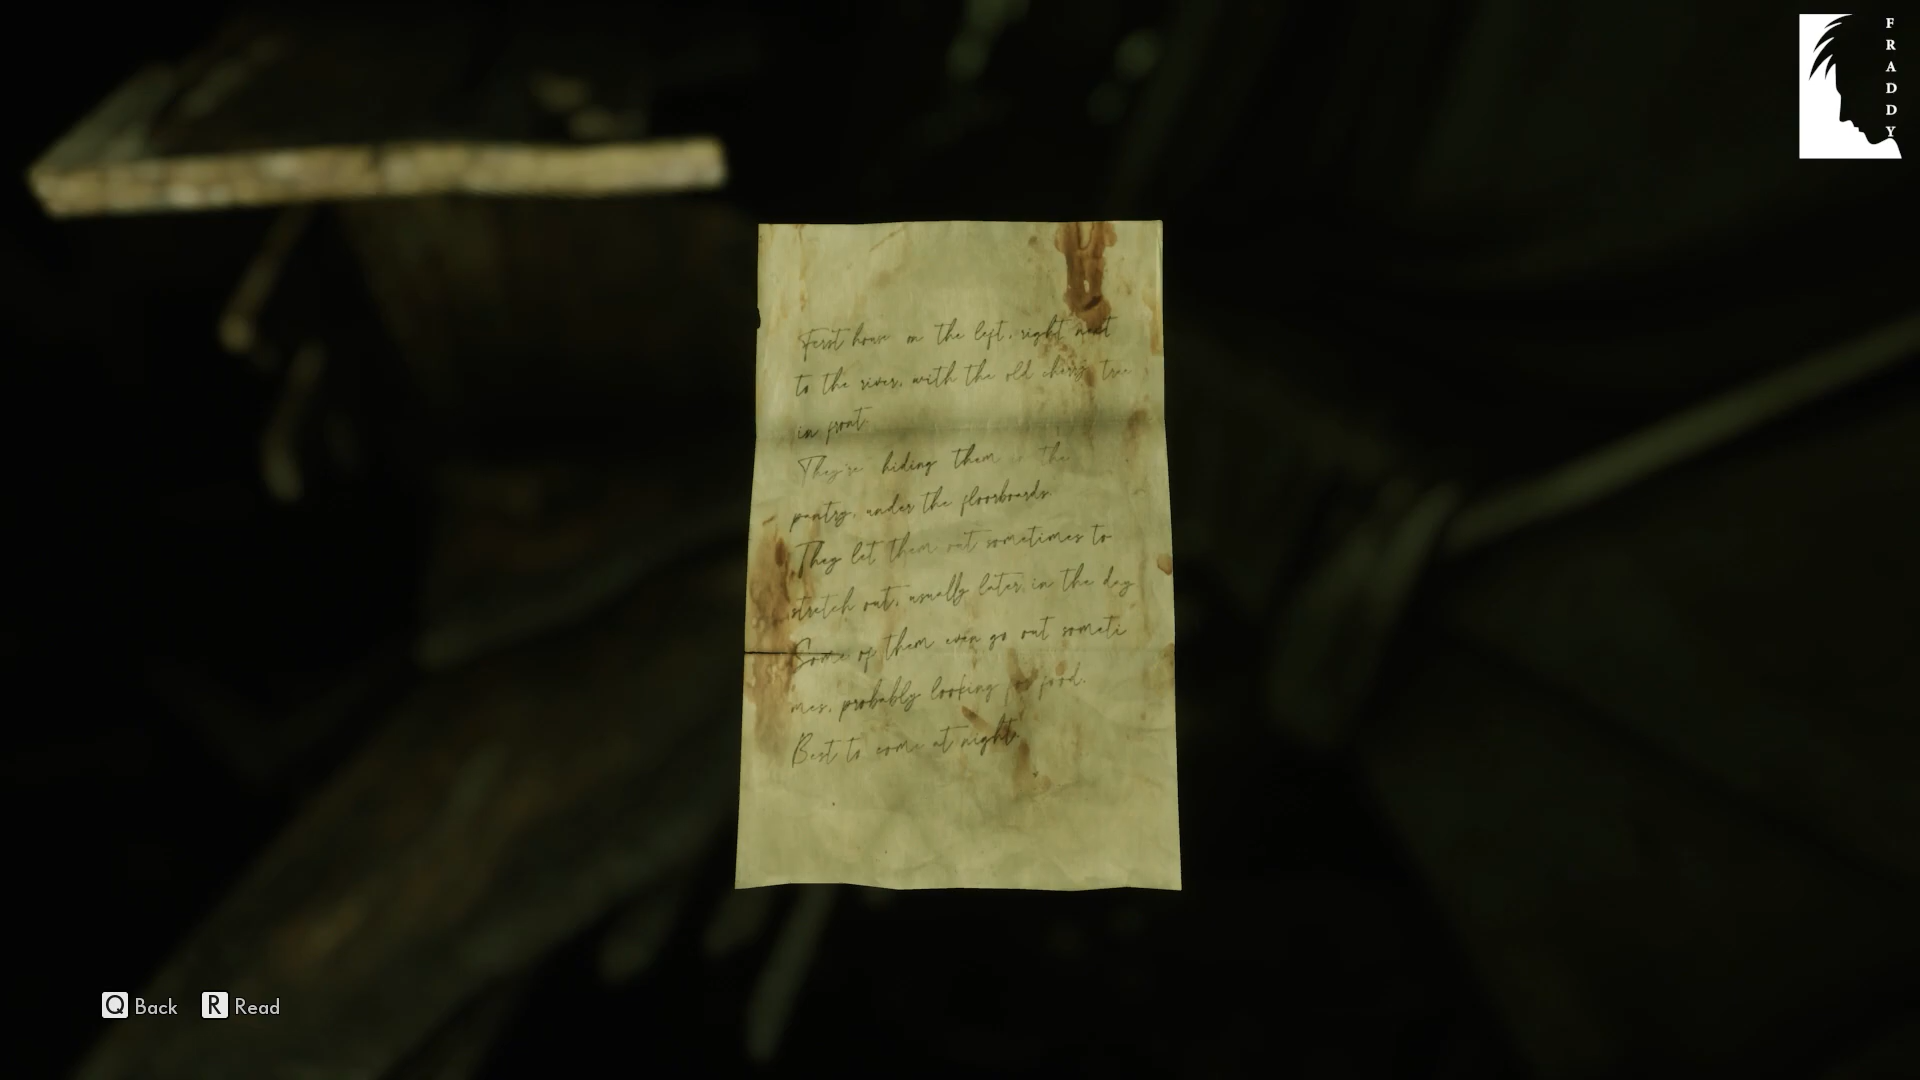 FRADDY
First house on the left, right next
to the river, with the old cherry tree
in front.
They're hiding them in the
pantry, under the floorboards.
They let them out sometimes to
stretch out, usually later in the day
Some of them even go out someti
mes, probably looking for food.
Best to come at night.
Q Back R Read